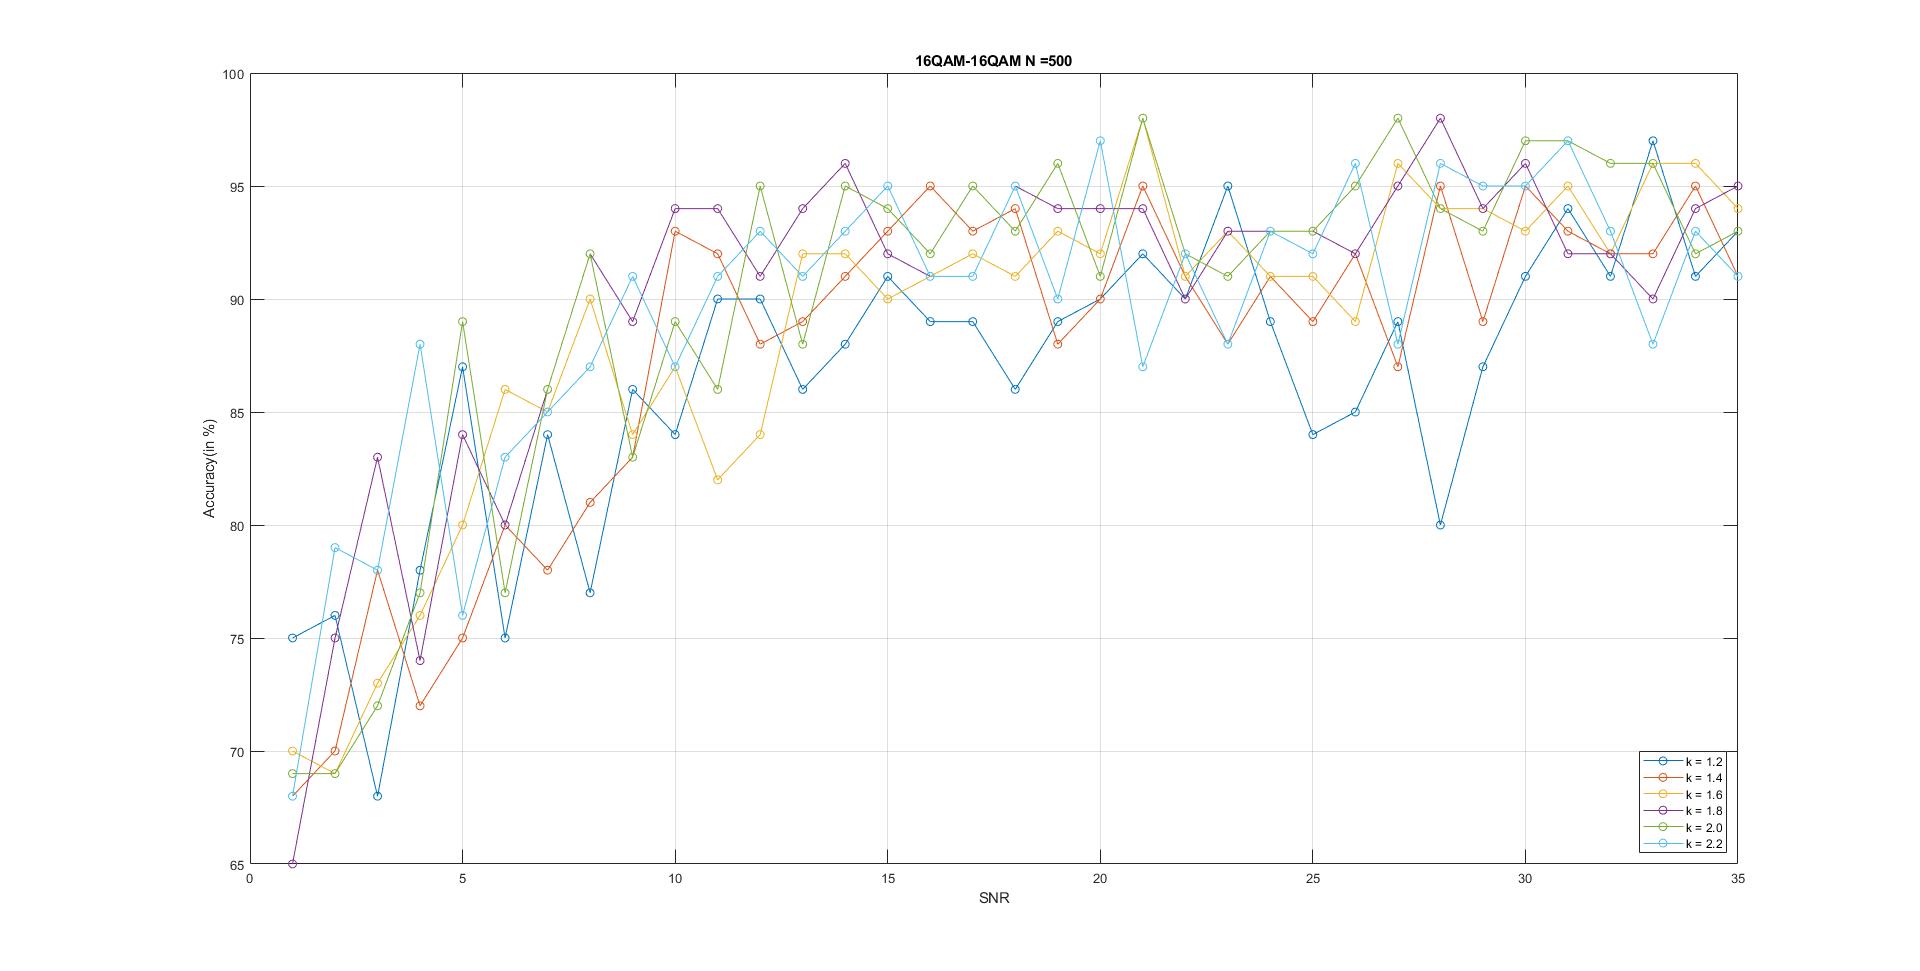 16QAM-16QAM N =500
100
95
90
85
80
75
70
65
Accuracy(in %)
0 5 10 15 20 25 30 35
SNR
k = 1.2
k = 1.4
k = 1.6
k = 1.8
k = 2.0
k = 2.2